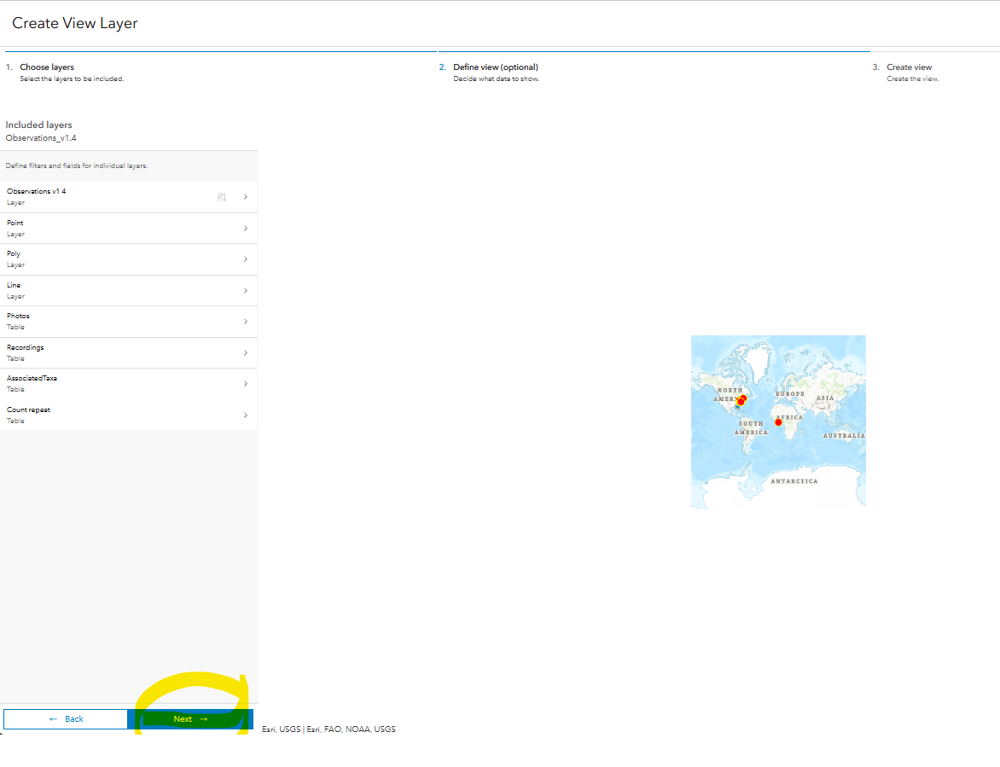 Create View Layer
1. Choose layers
Select the layers to be included.
2. Define view (optional)
Decide what data to show.
3. Create view
Create the view.
Included layers
Observations_v1.4
Define filters and fields for individual layers.
Observations v1 4
Layer
Point
Layer
Poly
Layer
Line
Layer
Photos
Table
Recordings
Table
AssociatedTaxa
Table
Count repeat
Table
NORTH
EUROPE
ASIA
AFRICA
SOUTH
AMERICA
AUSTRALIA
ANTARCTICA
← Back
Next →
Esri, USGS | Esri, FAO, NOAA, USGS